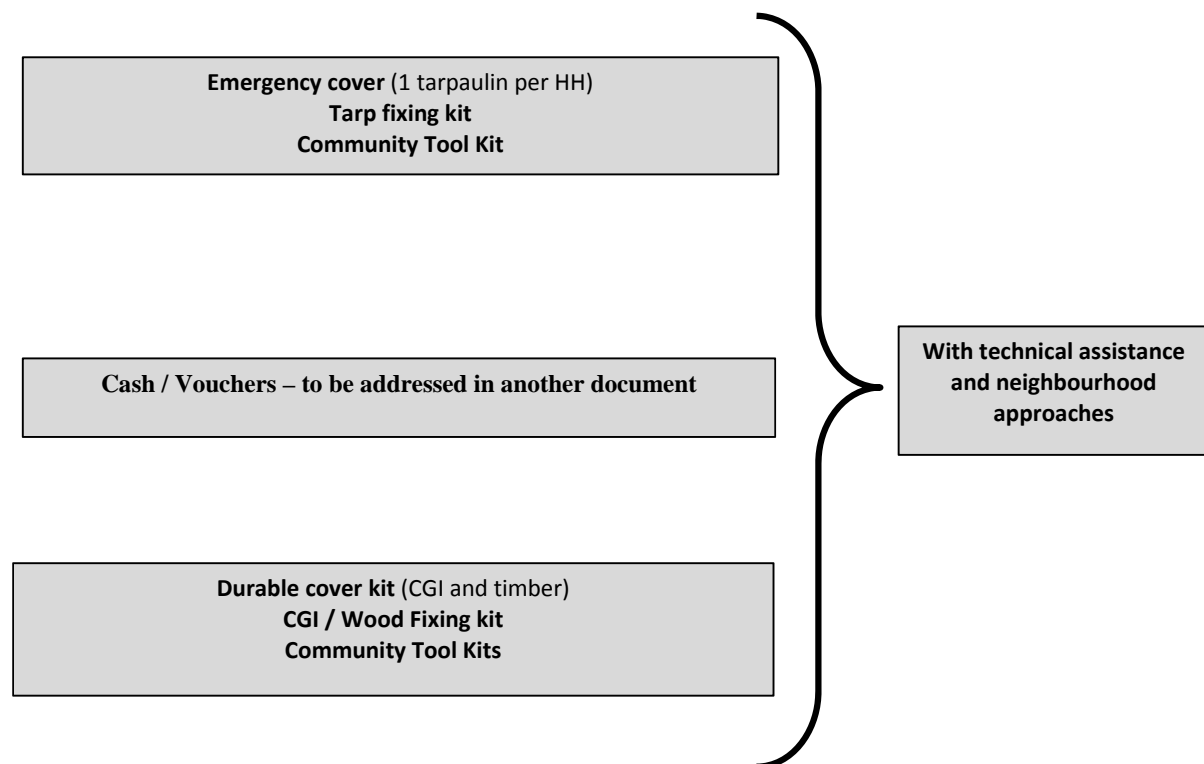 Emergency cover (1 tarpaulin per HH)
Tarp fixing kit
Community Tool Kit
Cash / Vouchers – to be addressed in another document
With technical assistance
and neighbourhood
approaches
Durable cover kit (CGI and timber)
CGI / Wood Fixing kit
Community Tool Kits